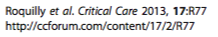 Roquilly et al. Critical Care 2013, 17:R77
http://ccforum.com/content/17/2/R77